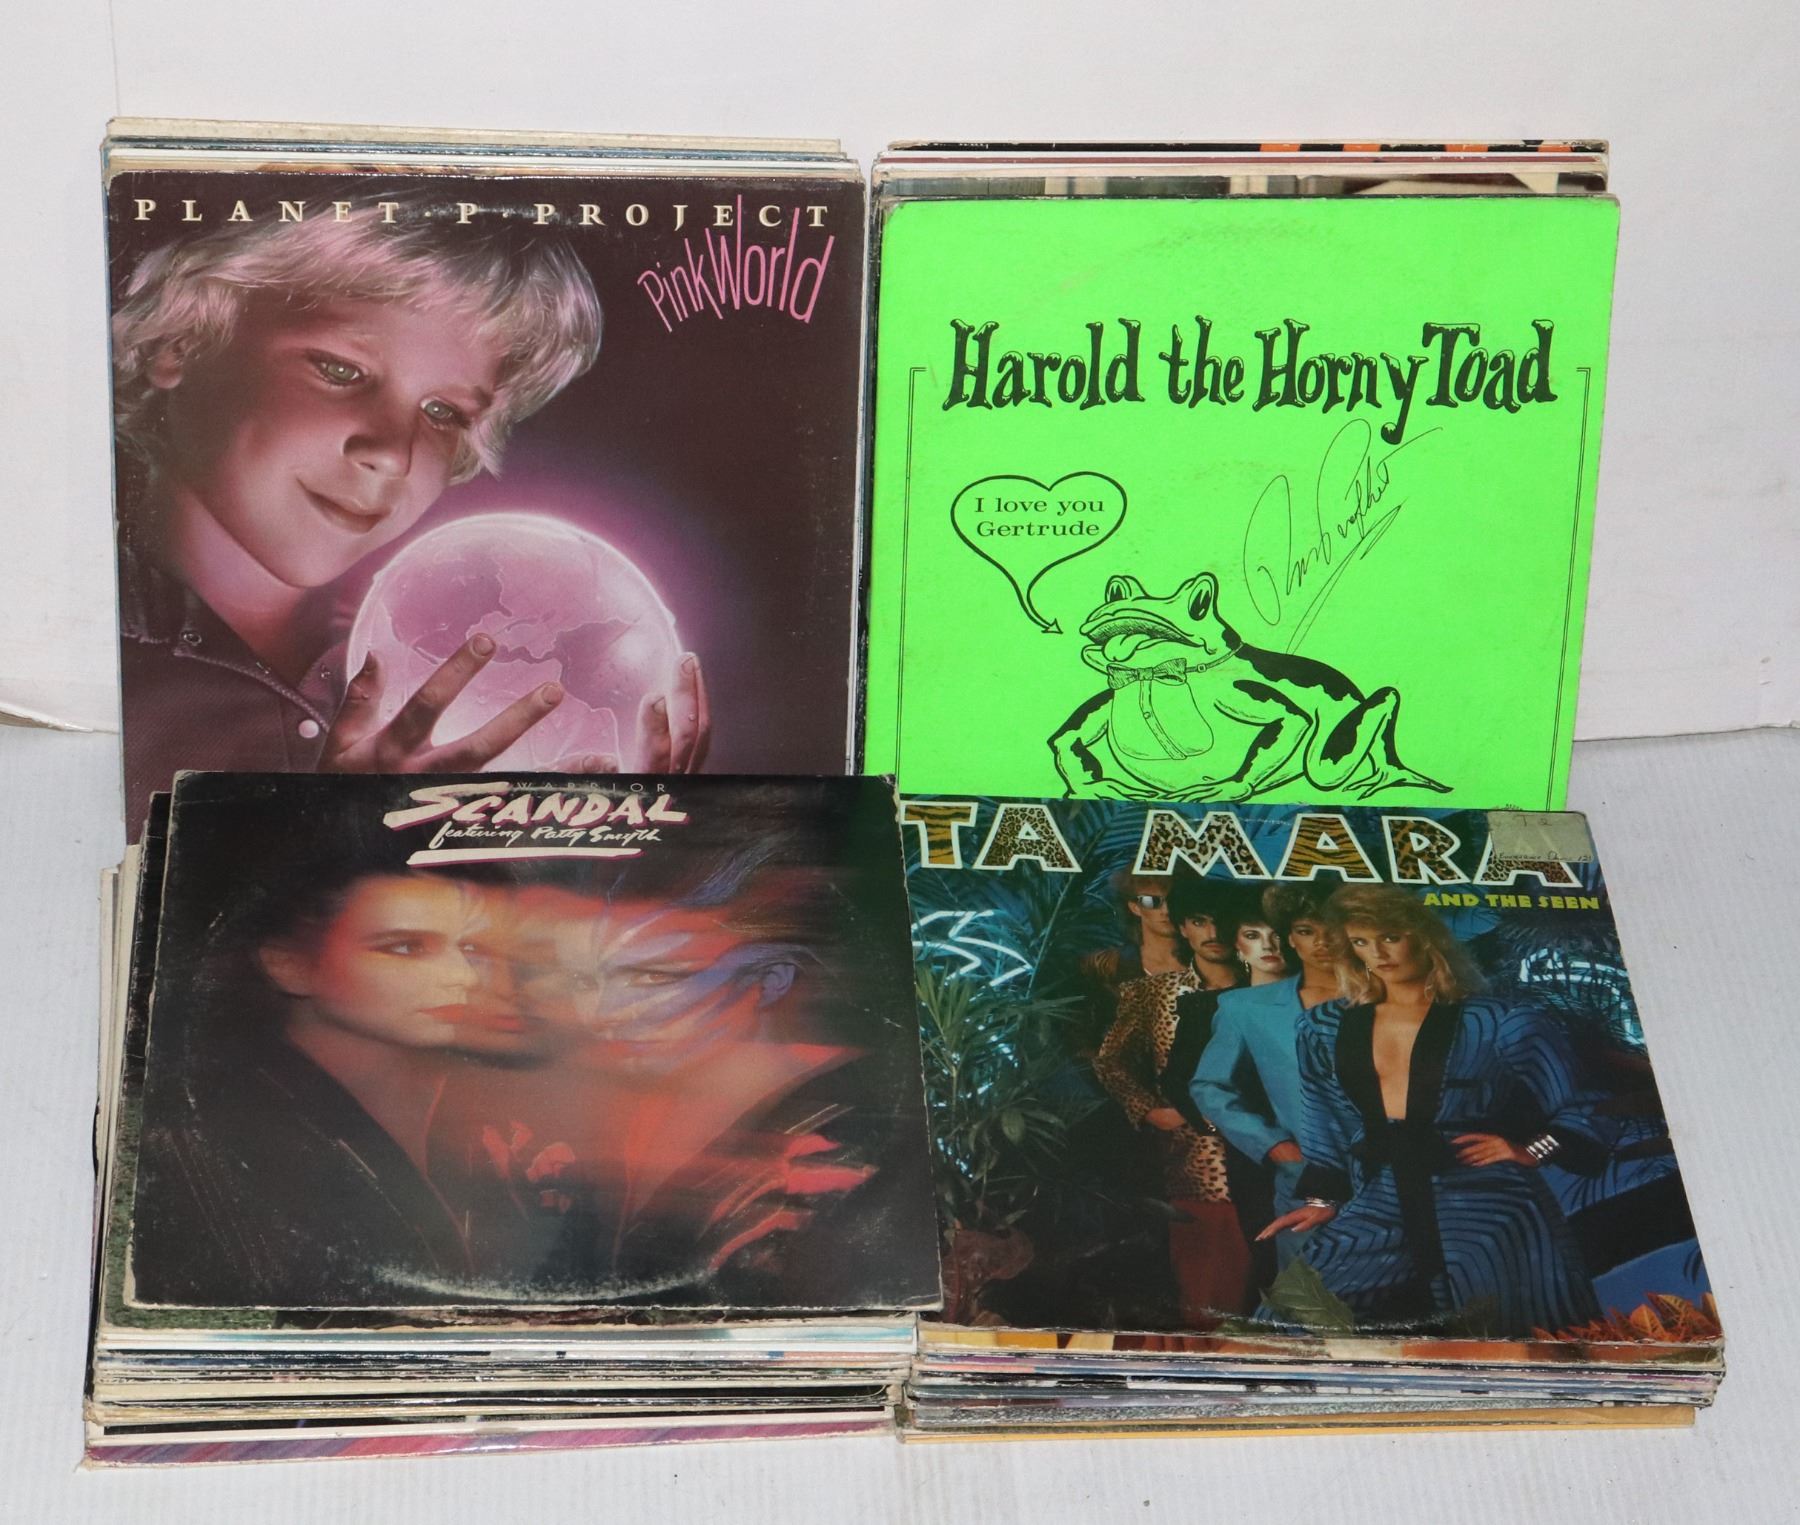 PLANET·P·PROJECT
PinkWorld
Harold the Horny Toad
I love you
Gertrude
WARRIOR
SCANDAL
featuring Patty Smyth
TA MARA
AND THE SEEN